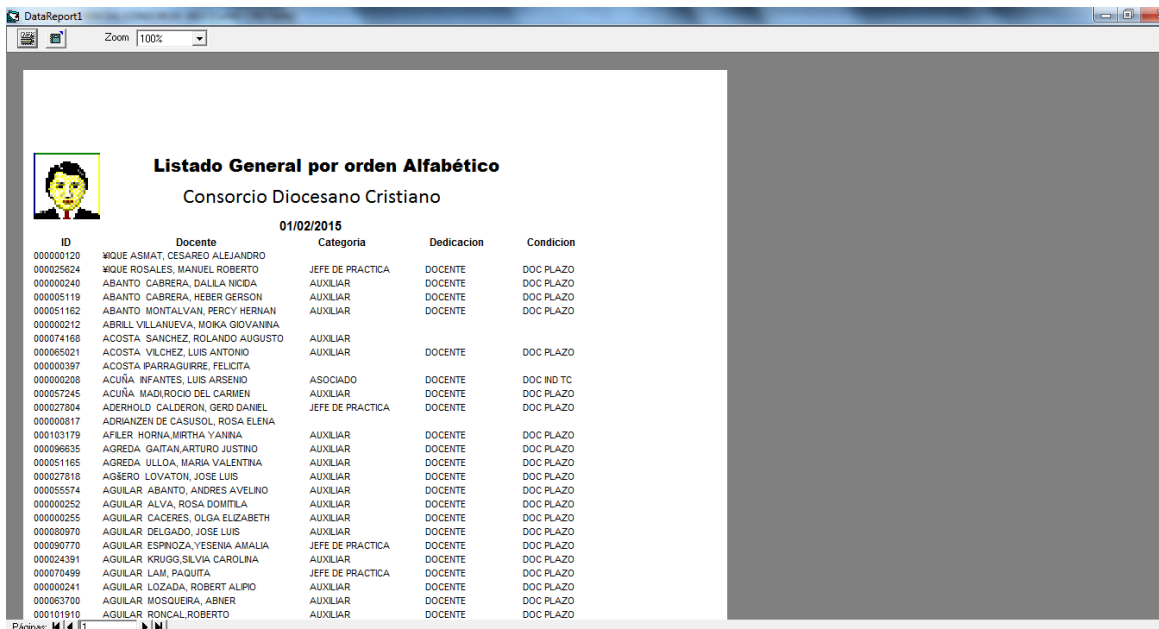 DataReport1
Zoom 100%
Listado General por orden Alfabético
Consorcio Diocesano Cristiano
01/02/2015
ID Docente Categoria Dedicacion Condicion
000000120 ¥IQUE ASMAT, CESAREO ALEJANDRO
000025624 ¥IQUE ROSALES, MANUEL ROBERTO JEFE DE PRACTICA DOCENTE DOC PLAZO
000000240 ABANTO CABRERA, DALILA NICIDA AUXILIAR DOCENTE DOC PLAZO
000005119 ABANTO CABRERA, HEBER GERSON AUXILIAR DOCENTE DOC PLAZO
000051162 ABANTO MONTALVAN, PERCY HERNAN AUXILIAR DOCENTE DOC PLAZO
000000212 ABRILL VILLANUEVA, MOIKA GIOVANINA
000074168 ACOSTA SANCHEZ, ROLANDO AUGUSTO AUXILIAR
000065021 ACOSTA VILCHEZ, LUIS ANTONIO AUXILIAR DOCENTE DOC PLAZO
000000397 ACOSTA IPARRAGUIRRE, FELICITA
000000208 ACUÑA INFANTES, LUIS ARSENIO ASOCIADO DOCENTE DOC IND TC
000057245 ACUÑA MADI,ROCIO DEL CARMEN AUXILIAR DOCENTE DOC PLAZO
000027804 ADERHOLD CALDERON, GERD DANIEL JEFE DE PRACTICA DOCENTE DOC PLAZO
000000817 ADRIANZEN DE CASUSOL, ROSA ELENA
000103179 AFILER HORNA,MIRTHA YANINA AUXILIAR DOCENTE DOC PLAZO
000096635 AGREDA GAITAN,ARTURO JUSTINO AUXILIAR DOCENTE DOC PLAZO
000051165 AGREDA ULLOA, MARIA VALENTINA AUXILIAR DOCENTE DOC PLAZO
000027818 AGšERO LOVATON, JOSE LUIS AUXILIAR DOCENTE DOC PLAZO
000055574 AGUILAR ABANTO, ANDRES AVELINO AUXILIAR DOCENTE DOC PLAZO
000000252 AGUILAR ALVA, ROSA DOMITILA AUXILIAR DOCENTE DOC PLAZO
000000255 AGUILAR CACERES, OLGA ELIZABETH AUXILIAR DOCENTE DOC PLAZO
000080970 AGUILAR DELGADO, JOSE LUIS AUXILIAR DOCENTE DOC PLAZO
000090770 AGUILAR ESPINOZA,YESENIA AMALIA JEFE DE PRACTICA DOCENTE DOC PLAZO
000024391 AGUILAR KRUGG,SILVIA CAROLINA AUXILIAR DOCENTE DOC PLAZO
000070499 AGUILAR LAM, PAQUITA JEFE DE PRACTICA DOCENTE DOC PLAZO
000000241 AGUILAR LOZADA, ROBERT ALIPIO AUXILIAR DOCENTE DOC PLAZO
000063700 AGUILAR MOSQUEIRA, ABNER AUXILIAR DOCENTE DOC PLAZO
000101910 AGUILAR RONCAL,ROBERTO AUXILIAR DOCENTE DOC PLAZO
Páginas: 1